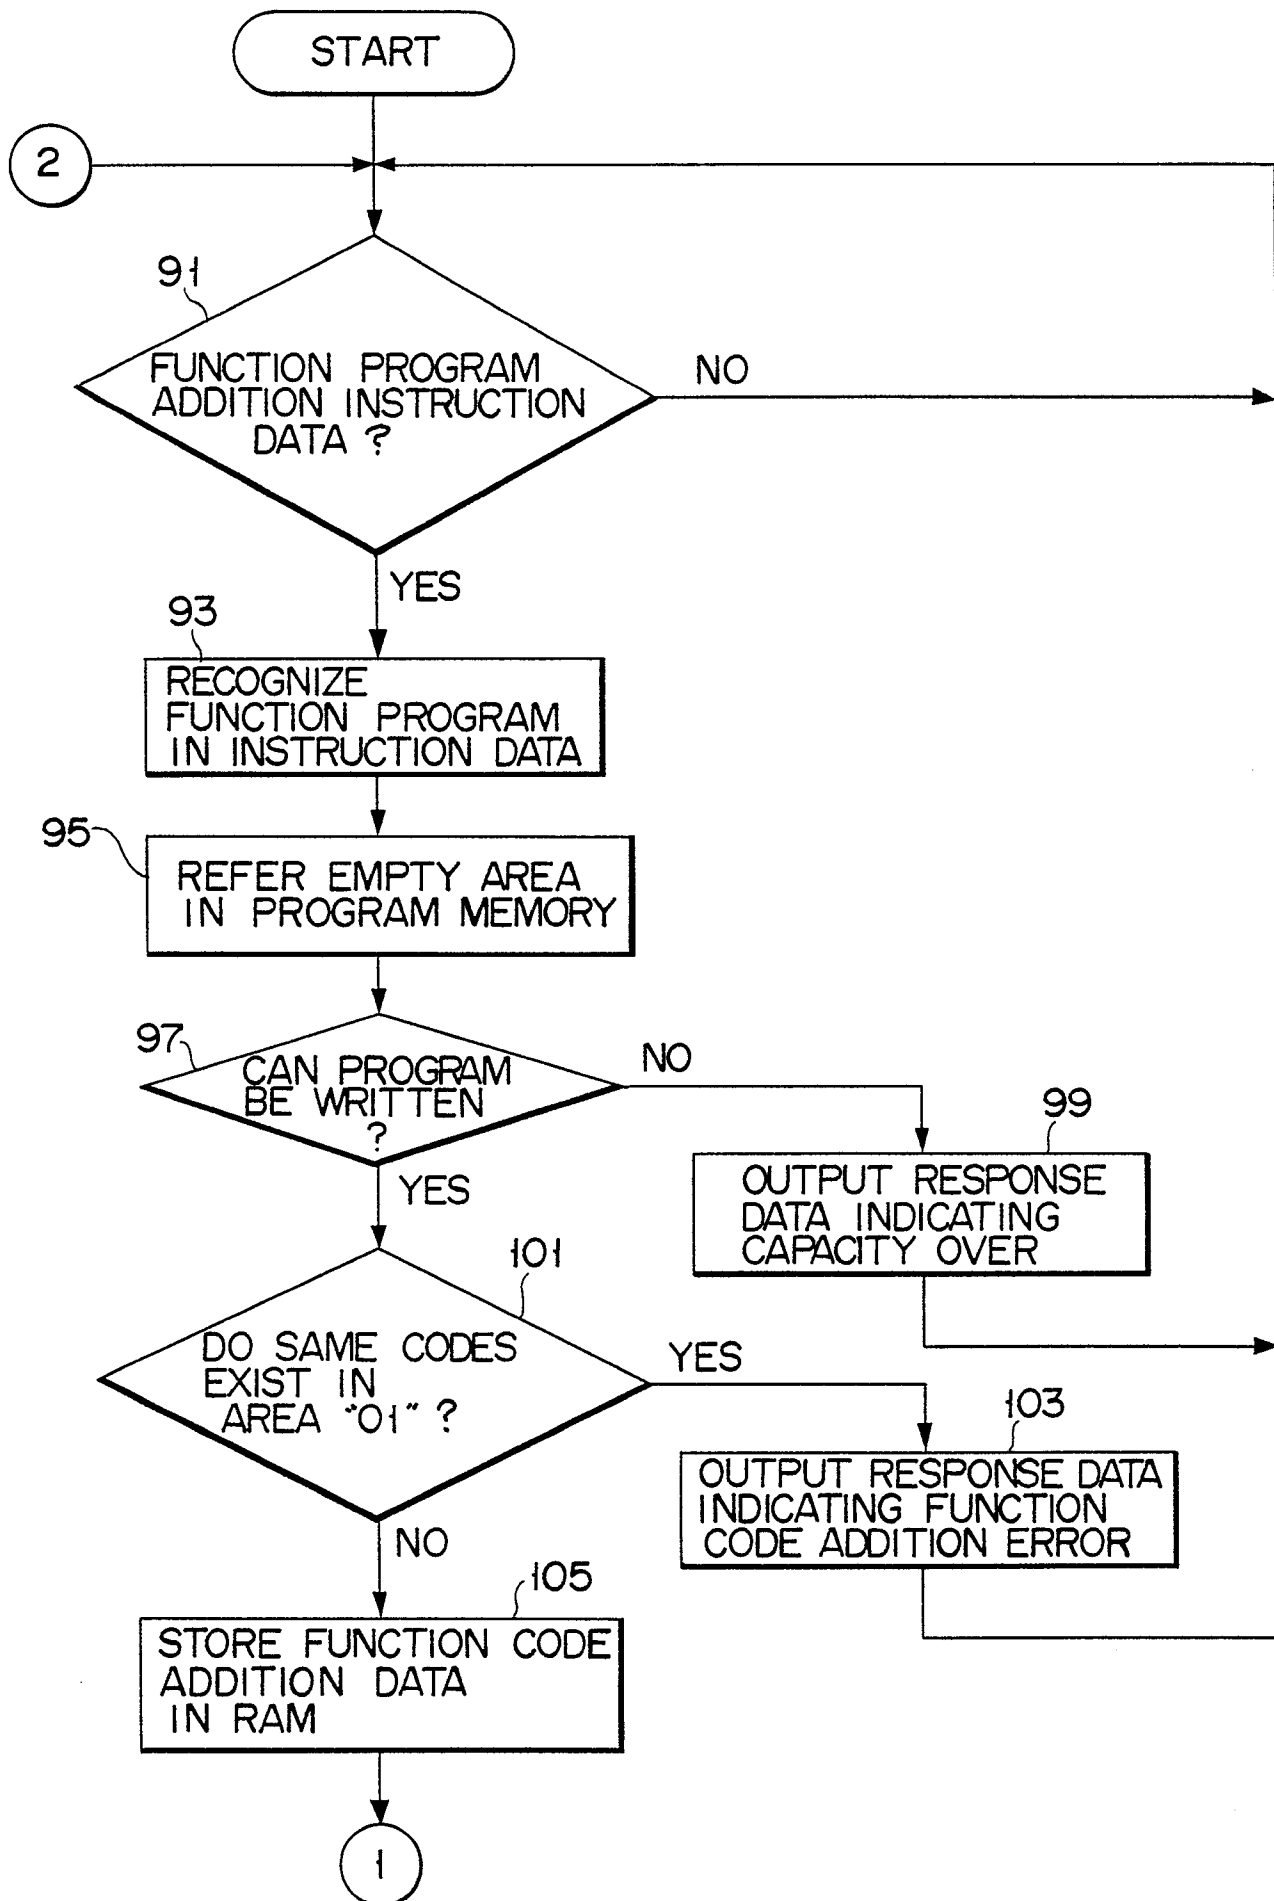 START
2
91
FUNCTION PROGRAM
ADDITION INSTRUCTION
DATA ?
NO
YES
93
RECOGNIZE
FUNCTION PROGRAM
IN INSTRUCTION DATA
95
REFER EMPTY AREA
IN PROGRAM MEMORY
97
CAN PROGRAM
BE WRITTEN
?
NO
YES
99
OUTPUT RESPONSE
DATA INDICATING
CAPACITY OVER
101
DO SAME CODES
EXIST IN
AREA "01" ?
YES
NO
103
OUTPUT RESPONSE DATA
INDICATING FUNCTION
CODE ADDITION ERROR
105
STORE FUNCTION CODE
ADDITION DATA
IN RAM
1